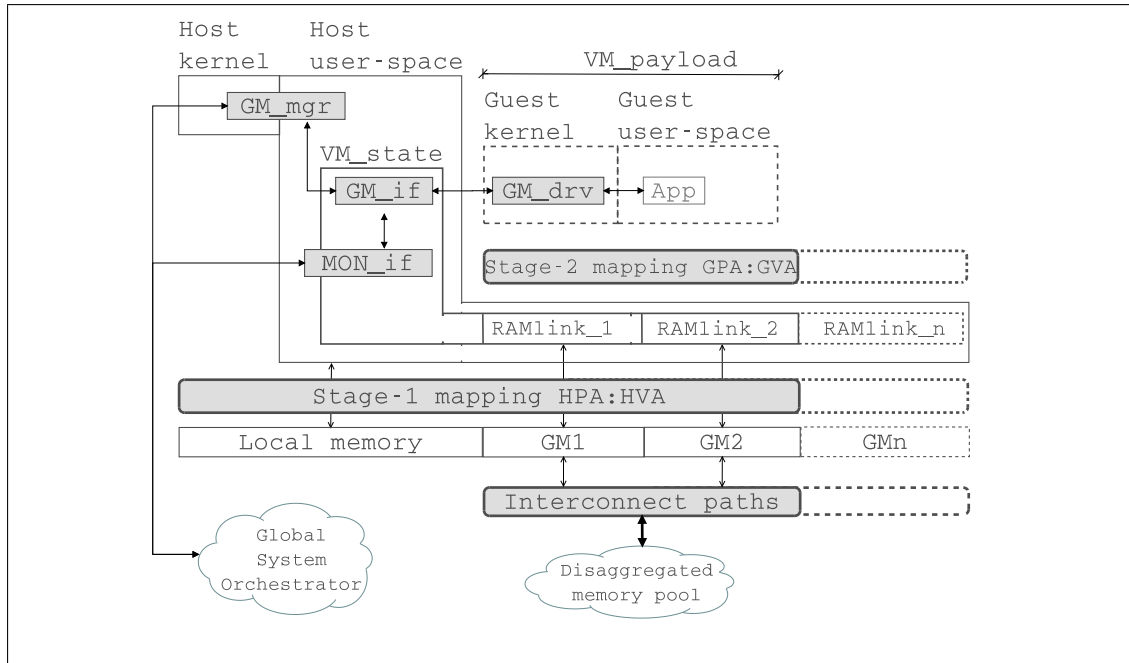 Host kernel
Host user-space
VM_payload
GM_mgr
Guest kernel
Guest user-space
VM_state
GM_if
GM_drv
App
MON_if
Stage-2 mapping GPA:GVA
RAMlink_1
RAMlink_2
RAMlink_n
Stage-1 mapping HPA:HVA
Local memory
GM1
GM2
GMn
Interconnect paths
Global
System
Orchestrator
Disaggregated
memory pool